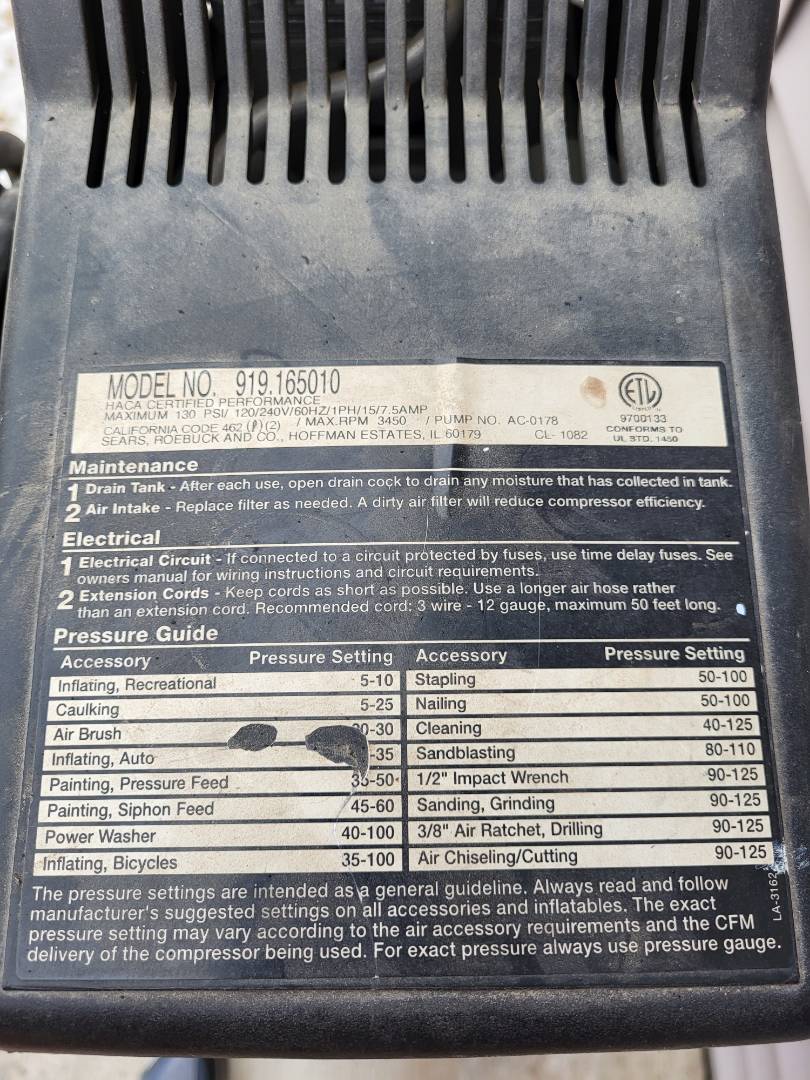 MODEL NO. 919.165010
HACA CERTIFIED PERFORMANCE
MAXIMUM 130 PSI/ 120/240V/60HZ/1PH/15/7.5AMP
CALIFORNIA CODE 462 (l)(2) / MAX.RPM 3450 / PUMP NO. AC-0178
SEARS, ROEBUCK AND CO., HOFFMAN ESTATES, IL 60179 CL- 1082
ETL
9700133
CONFORMS TO
UL STD. 1450
Maintenance
1 Drain Tank - After each use, open drain cock to drain any moisture that has collected in tank.
2 Air Intake - Replace filter as needed. A dirty air filter will reduce compressor efficiency.
Electrical
1 Electrical Circuit - If connected to a circuit protected by fuses, use time delay fuses. See
owners manual for wiring instructions and circuit requirements.
2 Extension Cords - Keep cords as short as possible. Use a longer air hose rather
than an extension cord. Recommended cord: 3 wire - 12 gauge, maximum 50 feet long.
Pressure Guide
Accessory Pressure Setting Accessory Pressure Setting
Inflating, Recreational 5-10 Stapling 50-100
Caulking 5-25 Nailing 50-100
Air Brush 0-30 Cleaning 40-125
Inflating, Auto -35 Sandblasting 80-110
Painting, Pressure Feed 35-50 1/2" Impact Wrench 90-125
Painting, Siphon Feed 45-60 Sanding, Grinding 90-125
Power Washer 40-100 3/8" Air Ratchet, Drilling 90-125
Inflating, Bicycles 35-100 Air Chiseling/Cutting 90-125
The pressure settings are intended as a general guideline. Always read and follow
manufacturer's suggested settings on all accessories and inflatables. The exact
pressure setting may vary according to the air accessory requirements and the CFM
delivery of the compressor being used. For exact pressure always use pressure gauge.
LA-3162